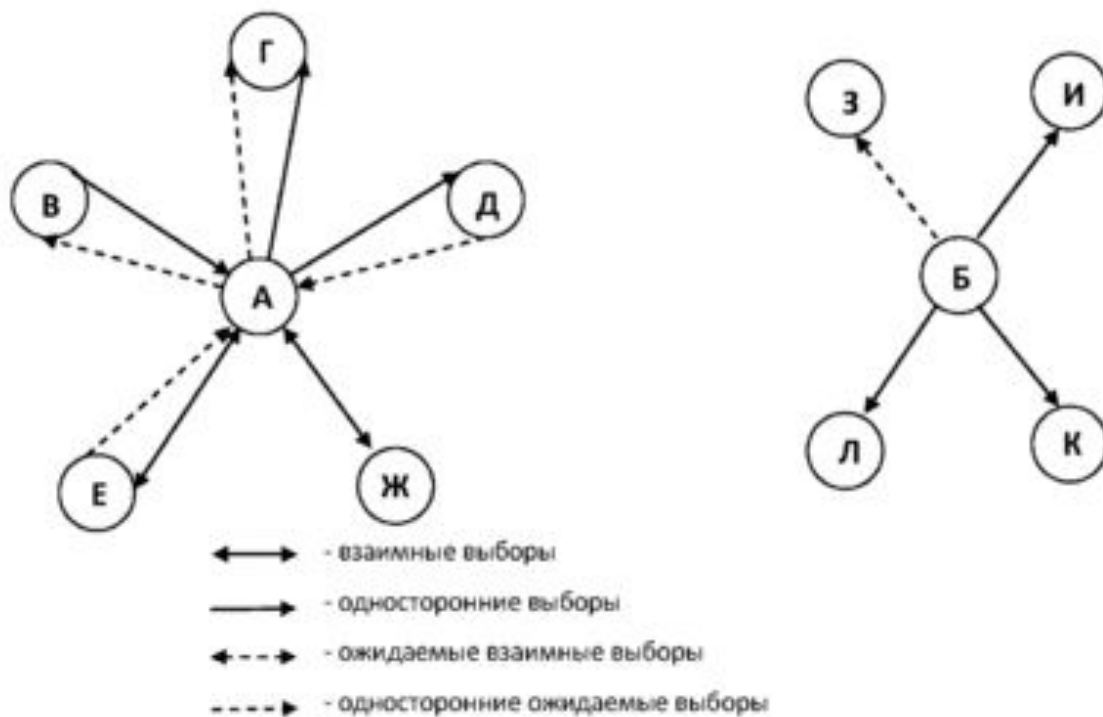 Г
З
И
В
Д
А
Б
Е
Ж
Л
К
- взаимные выборы
- односторонние выборы
- ожидаемые взаимные выборы
- односторонние ожидаемые выборы